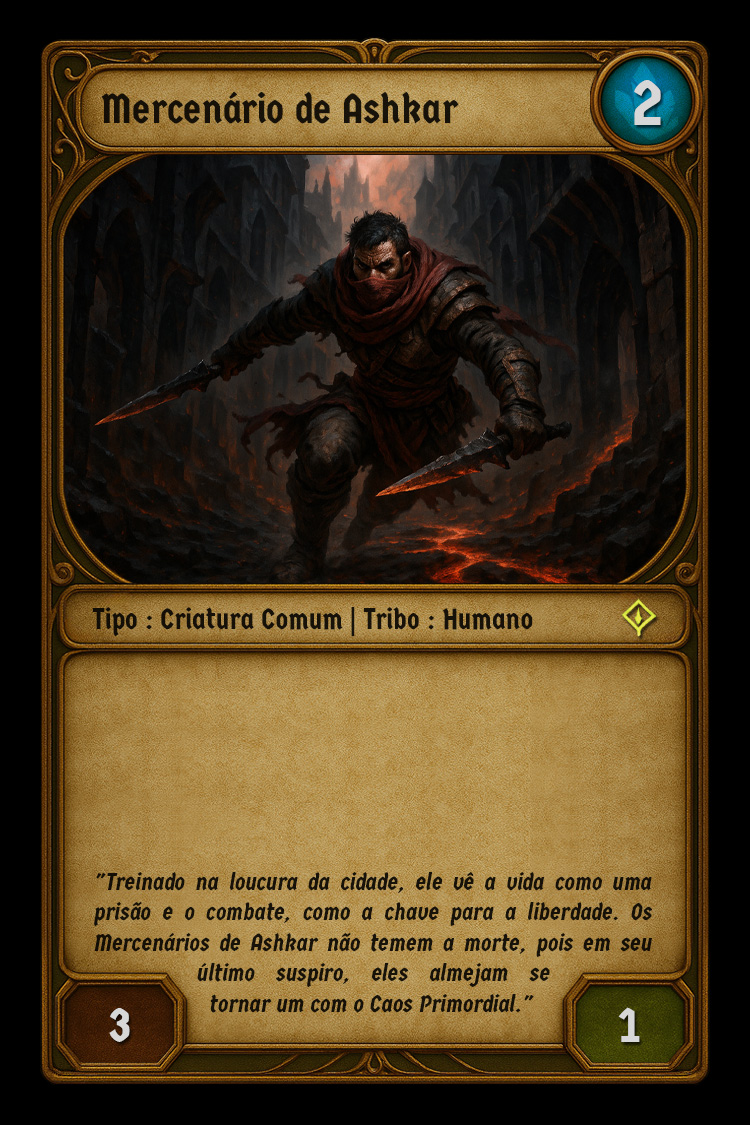 Mercenário de Ashkar
2
Tipo : Criatura Comum | Tribo : Humano
"Treinado na loucura da cidade, ele vê a vida como uma
prisão e o combate, como a chave para a liberdade. Os
Mercenários de Ashkar não temem a morte, pois em seu
último suspiro, eles almejam se
tornar um com o Caos Primordial."
3
1